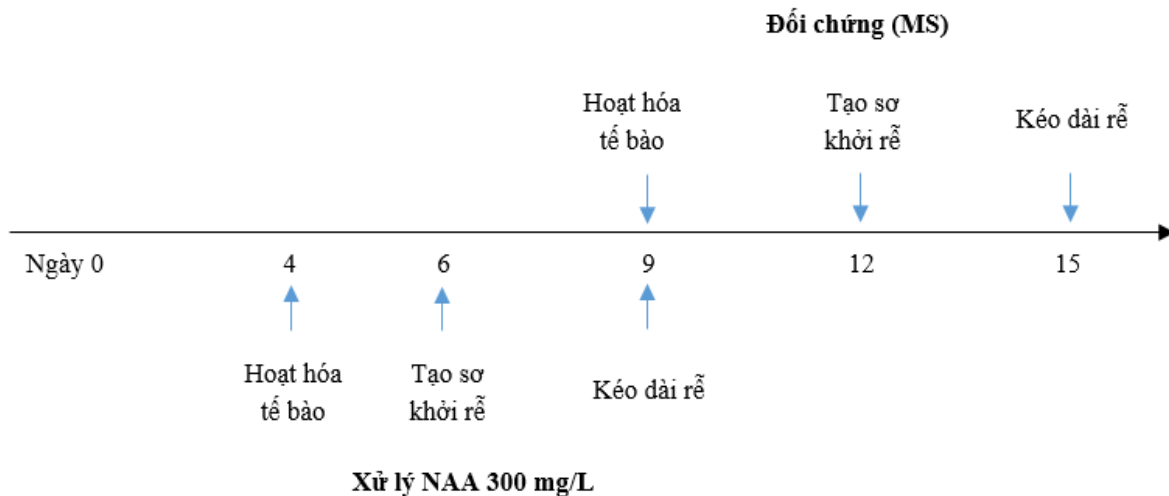 Đối chứng (MS)
Hoạt hóa
tế bào
Tạo sơ
khởi rễ
Kéo dài rễ
Ngày 0
4
6
9
12
15
Hoạt hóa
tế bào
Tạo sơ
khởi rễ
Kéo dài rễ
Xử lý NAA 300 mg/L